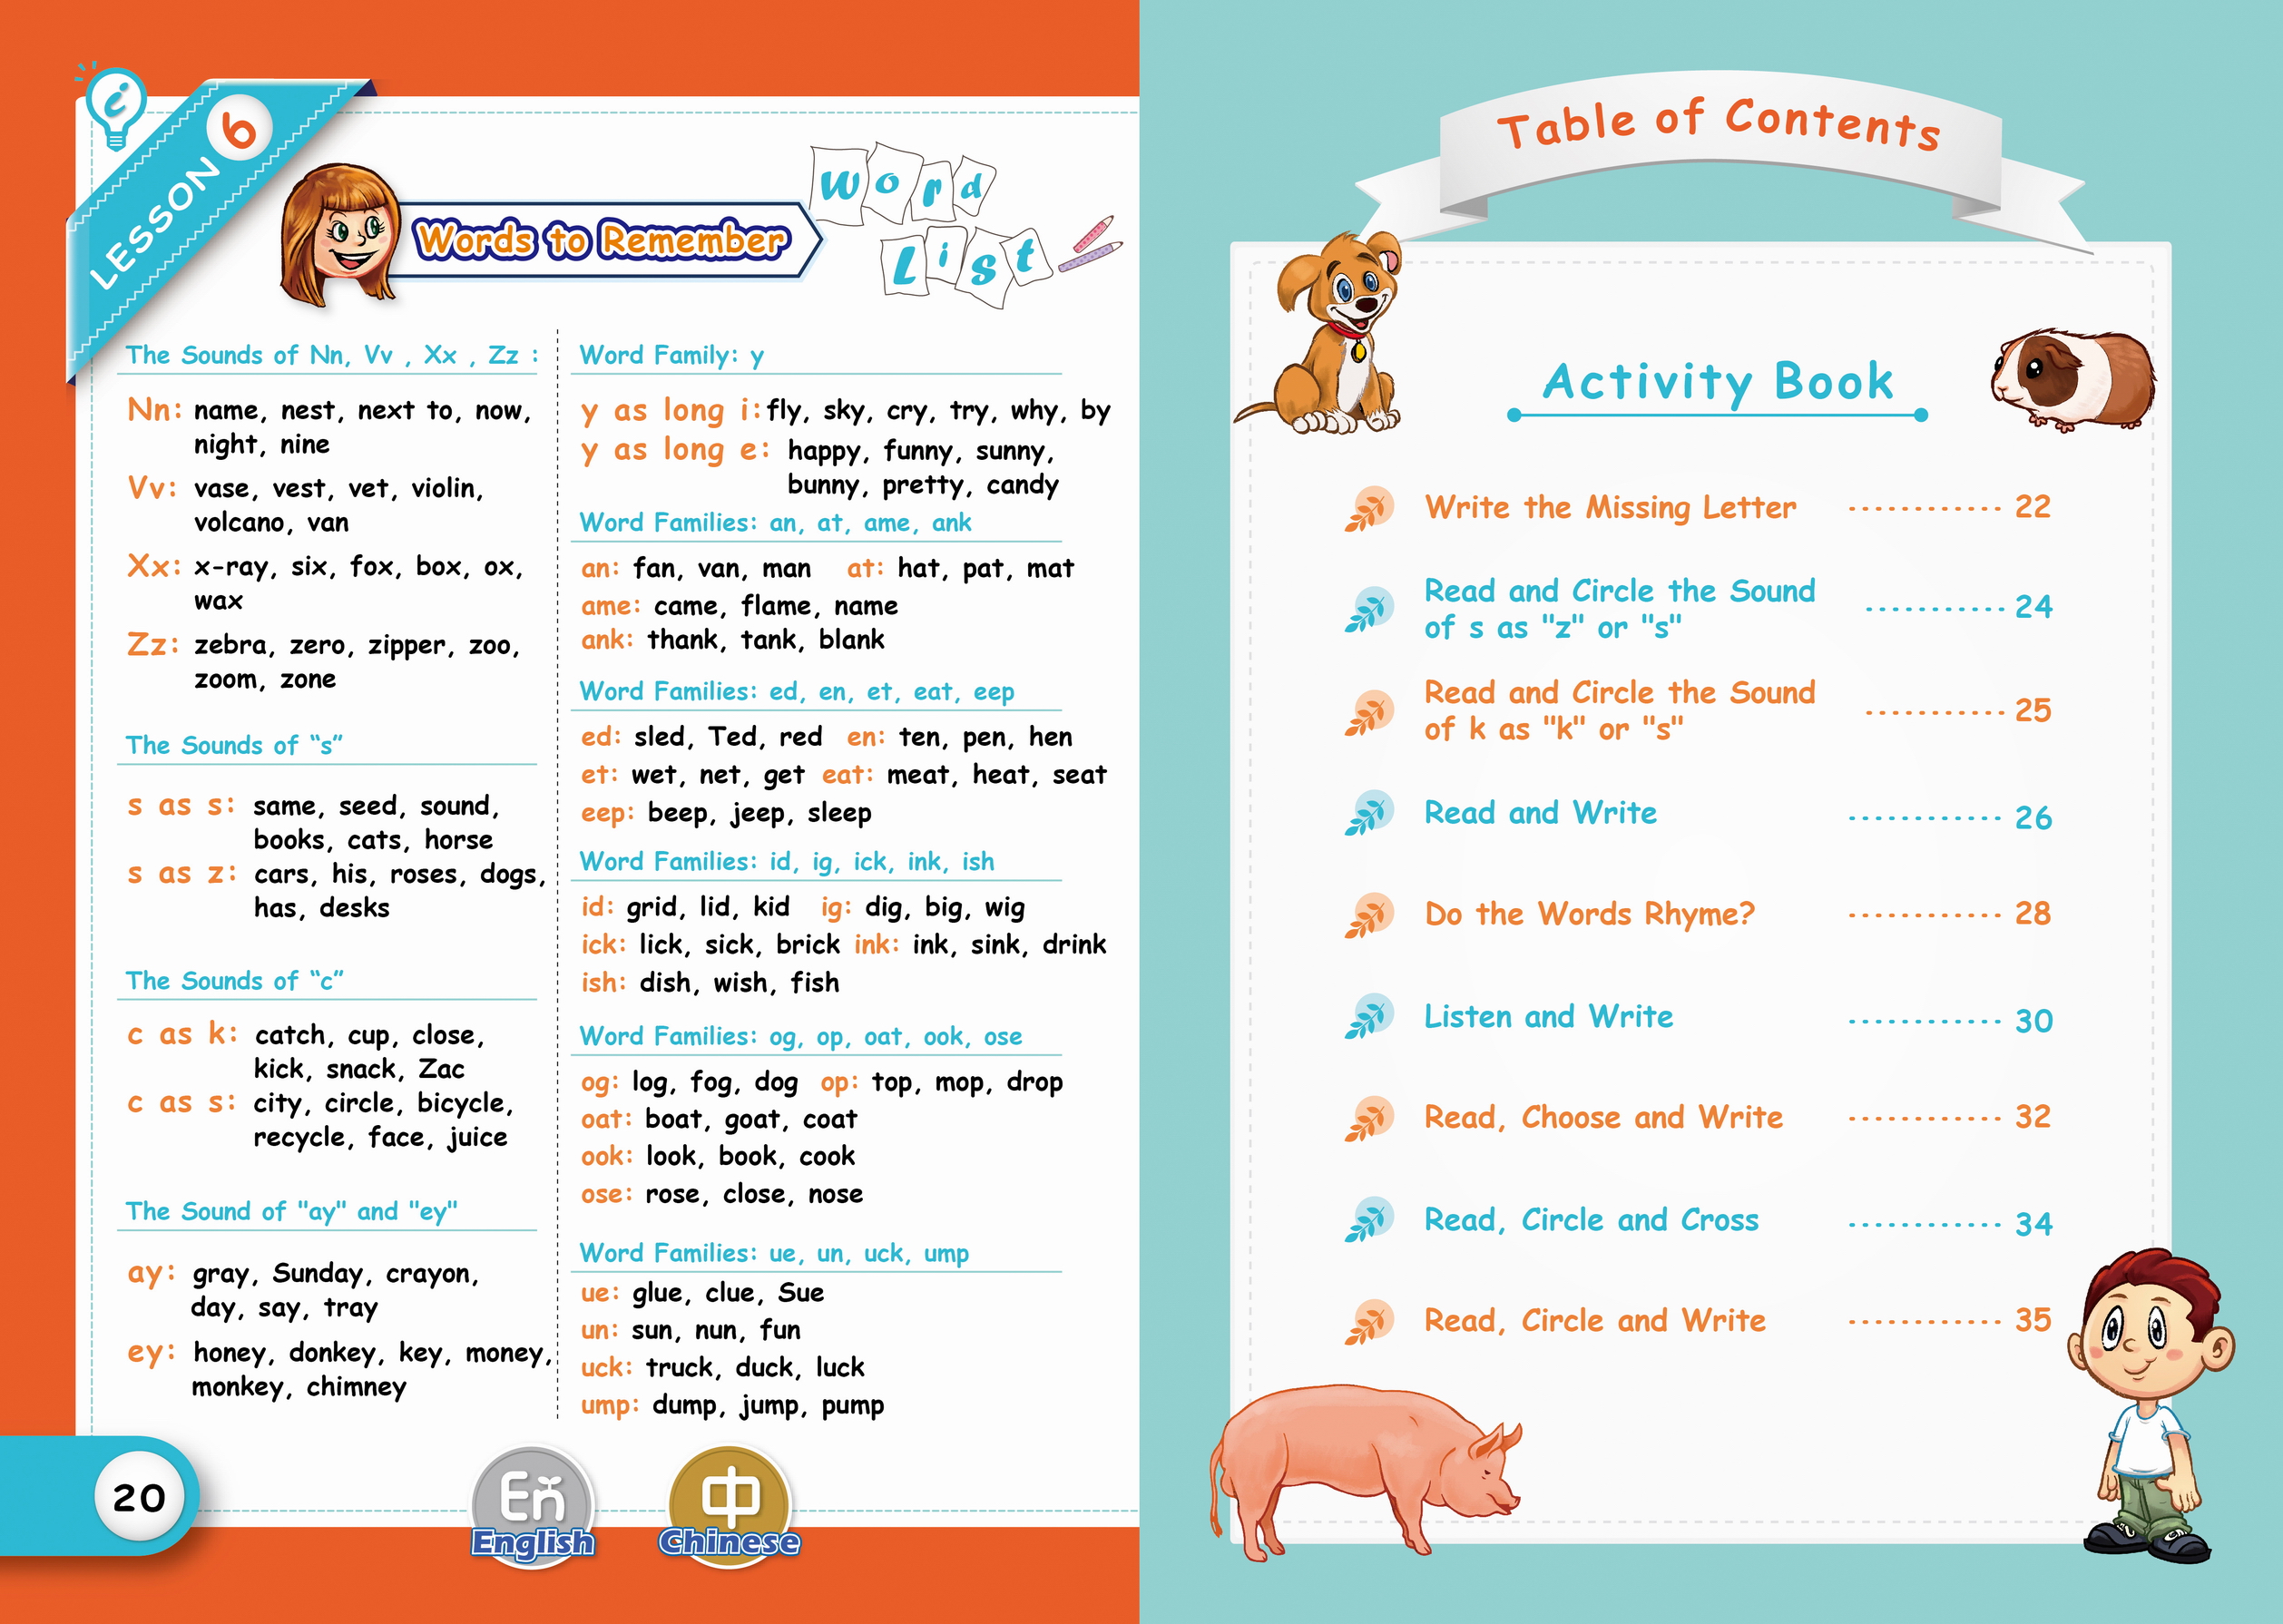 LESSON 6
Words to Remember
Word
List
The Sounds of Nn, Vv , Xx , Zz :
Nn: name, nest, next to, now,
night, nine
Vv: vase, vest, vet, violin,
volcano, van
Xx: x-ray, six, fox, box, ox,
wax
Zz: zebra, zero, zipper, zoo,
zoom, zone
The Sounds of “s”
s as s: same, seed, sound,
books, cats, horse
s as z: cars, his, roses, dogs,
has, desks
The Sounds of “c”
c as k: catch, cup, close,
kick, snack, Zac
c as s: city, circle, bicycle,
recycle, face, juice
The Sound of "ay" and "ey"
ay: gray, Sunday, crayon,
day, say, tray
ey: honey, donkey, key, money,
monkey, chimney
Word Family: y
y as long i: fly, sky, cry, try, why, by
y as long e: happy, funny, sunny,
bunny, pretty, candy
Word Families: an, at, ame, ank
an: fan, van, man at: hat, pat, mat
ame: came, flame, name
ank: thank, tank, blank
Word Families: ed, en, et, eat, eep
ed: sled, Ted, red en: ten, pen, hen
et: wet, net, get eat: meat, heat, seat
eep: beep, jeep, sleep
Word Families: id, ig, ick, ink, ish
id: grid, lid, kid ig: dig, big, wig
ick: lick, sick, brick ink: ink, sink, drink
ish: dish, wish, fish
Word Families: og, op, oat, ook, ose
og: log, fog, dog op: top, mop, drop
oat: boat, goat, coat
ook: look, book, cook
ose: rose, close, nose
Word Families: ue, un, uck, ump
ue: glue, clue, Sue
un: sun, nun, fun
uck: truck, duck, luck
ump: dump, jump, pump
20
En
English
中
Chinese
Table of Contents
Activity Book
Write the Missing Letter ----------- 22
Read and Circle the Sound
of s as "z" or "s" ---------- 24
Read and Circle the Sound
of k as "k" or "s" ---------- 25
Read and Write ----------- 26
Do the Words Rhyme? ----------- 28
Listen and Write ----------- 30
Read, Choose and Write ----------- 32
Read, Circle and Cross ----------- 34
Read, Circle and Write ----------- 35